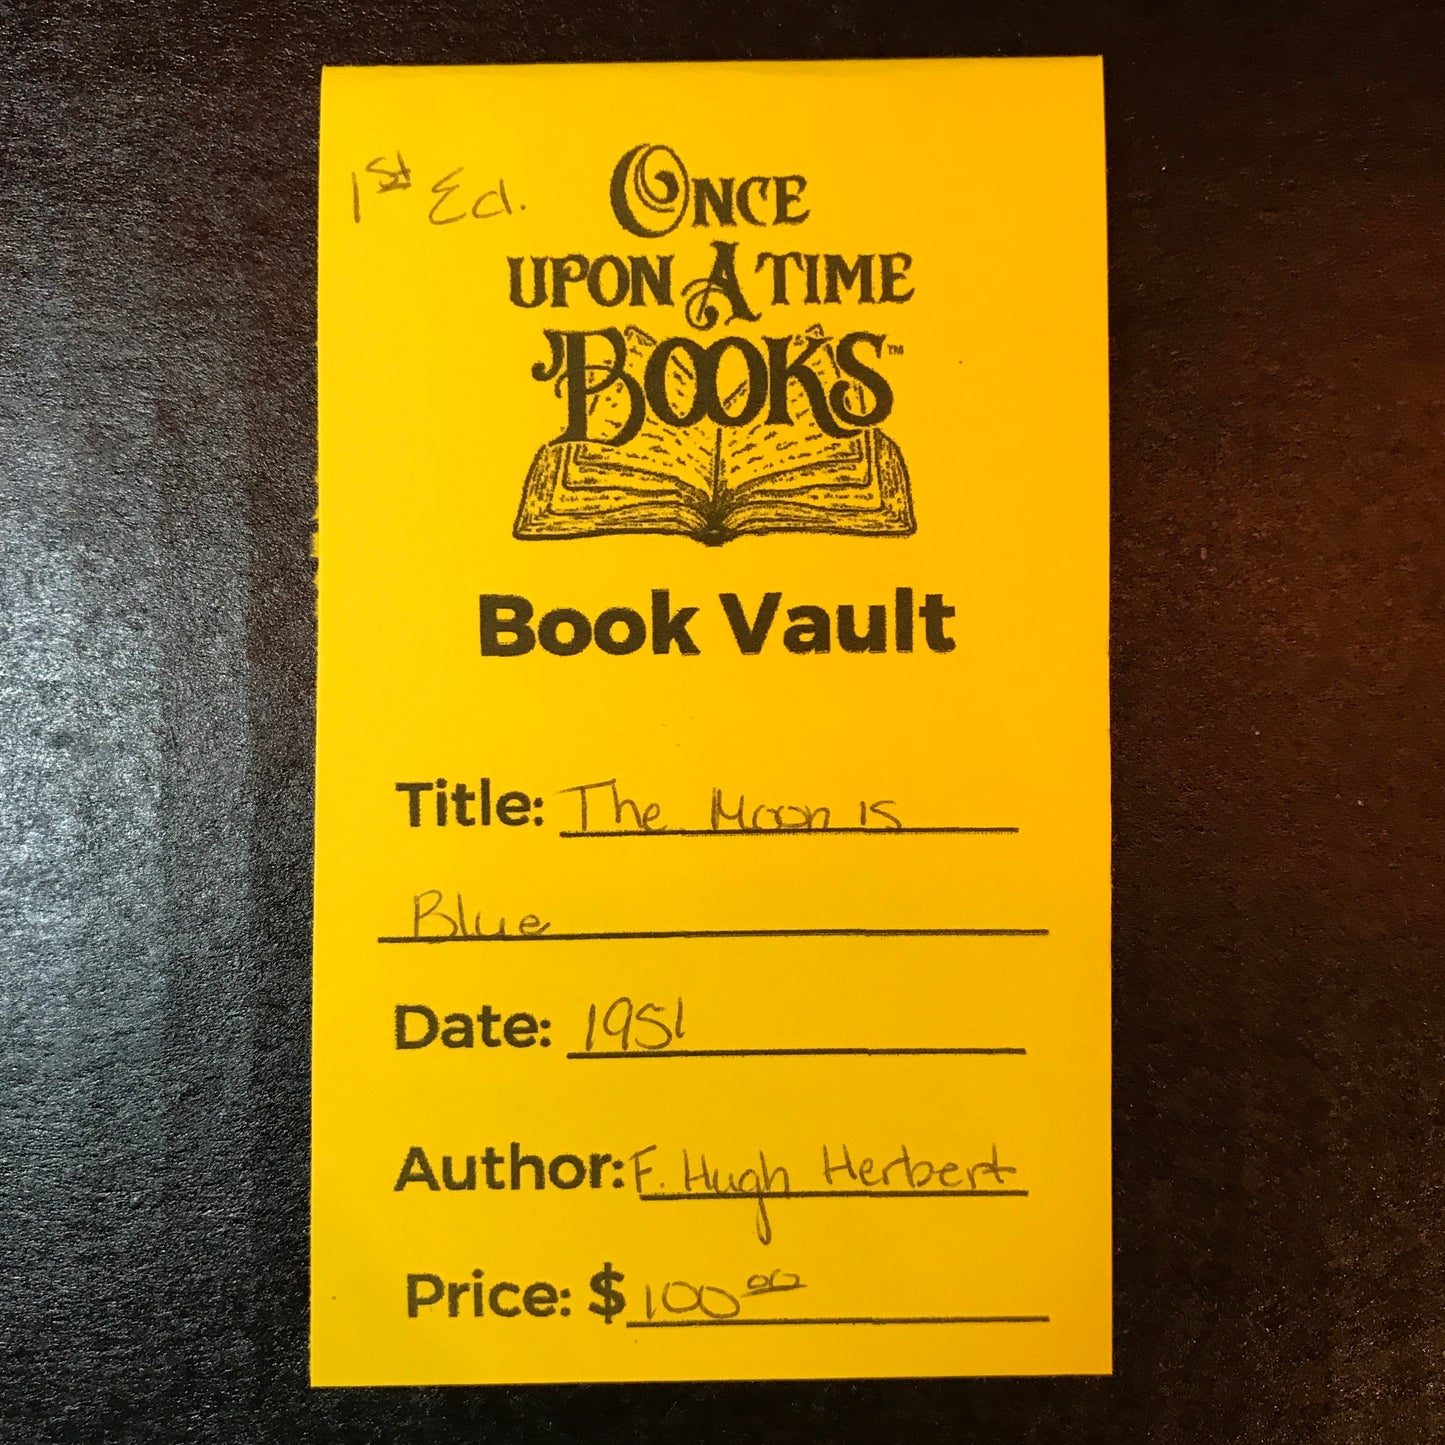 1st Ed.
ONCE
UPON A TIME
BOOKS™
Book Vault
Title: The Moon is
Blue
Date: 1951
Author: F. Hugh Herbert
Price: $ 100 00